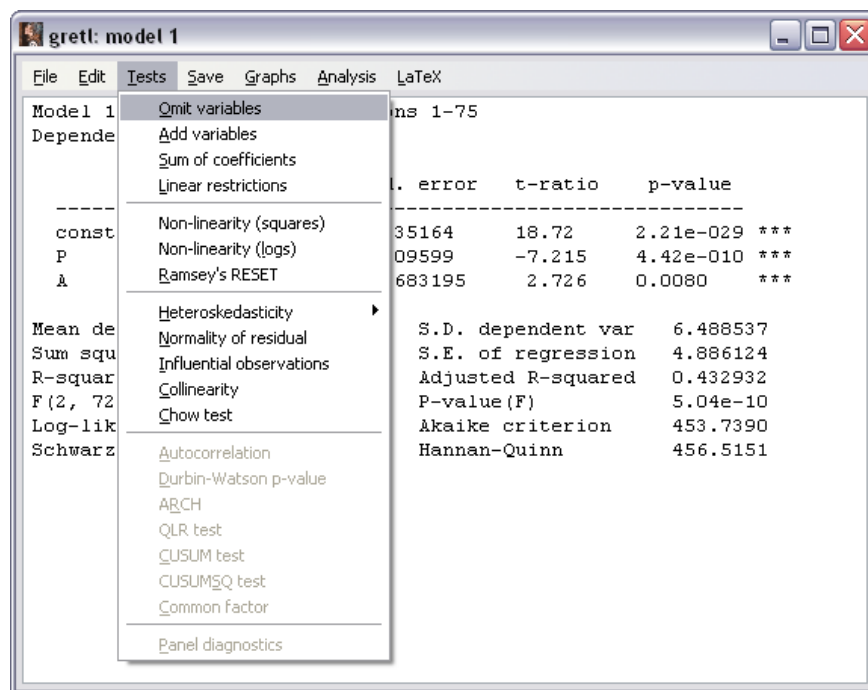 gretl: model 1
File Edit Tests Save Graphs Analysis LaTeX
Model 1
ns 1-75
Depende
. error t-ratio p-value
const 35164 18.72 2.21e-029 ***
P 09599 -7.215 4.42e-010 ***
A 683195 2.726 0.0080 ***
Mean de S.D. dependent var 6.488537
Sum squ S.E. of regression 4.886124
R-squar Adjusted R-squared 0.432932
F(2, 72 P-value(F) 5.04e-10
Log-lik Akaike criterion 453.7390
Schwarz Hannan-Quinn 456.5151
Omit variables
Add variables
Sum of coefficients
Linear restrictions
Non-linearity (squares)
Non-linearity (logs)
Ramsey's RESET
Heteroskedasticity
Normality of residual
Influential observations
Collinearity
Chow test
Autocorrelation
Durbin-Watson p-value
ARCH
QLR test
CUSUM test
CUSUMSQ test
Common factor
Panel diagnostics